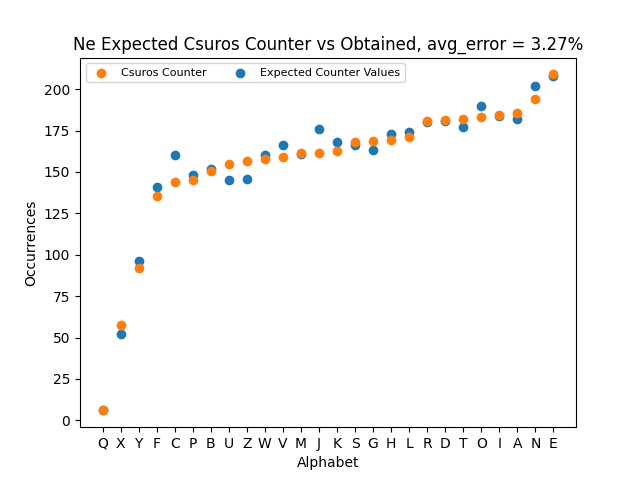 Ne Expected Csuros Counter vs Obtained, avg_error = 3.27%
Csuros Counter Expected Counter Values
200
175
150
125
100
75
50
25
0
Occurrences
Q X Y F C P B U Z W V M J K S G H L R D T O I A N E
Alphabet